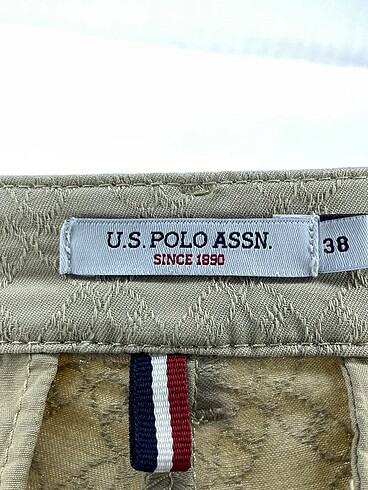 U.S. POLO ASSN.
SINCE 1890
38